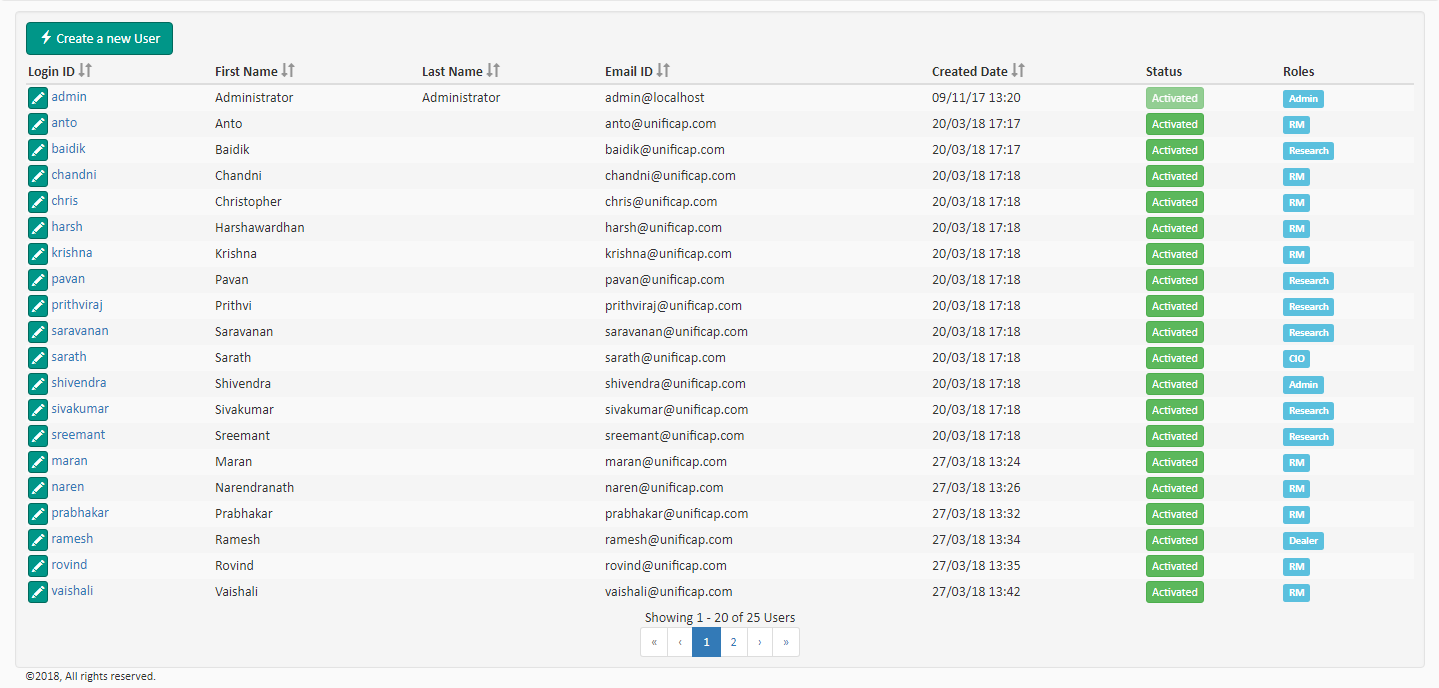 Create a new User
Login ID First Name Last Name Email ID Created Date Status Roles
admin Administrator Administrator admin@localhost 09/11/17 13:20 Activated Admin
anto Anto anto@unificap.com 20/03/18 17:17 Activated RM
baidik Baidik baidik@unificap.com 20/03/18 17:17 Activated Research
chandni Chandni chandni@unificap.com 20/03/18 17:18 Activated RM
chris Christopher chris@unificap.com 20/03/18 17:18 Activated RM
harsh Harshawardhan harsh@unificap.com 20/03/18 17:18 Activated RM
krishna Krishna krishna@unificap.com 20/03/18 17:18 Activated RM
pavan Pavan pavan@unificap.com 20/03/18 17:18 Activated Research
prithviraj Prithvi prithviraj@unificap.com 20/03/18 17:18 Activated Research
saravanan Saravanan saravanan@unificap.com 20/03/18 17:18 Activated Research
sarath Sarath sarath@unificap.com 20/03/18 17:18 Activated CIO
shivendra Shivendra shivendra@unificap.com 20/03/18 17:18 Activated Admin
sivakumar Sivakumar sivakumar@unificap.com 20/03/18 17:18 Activated Research
sreemant Sreemant sreemant@unificap.com 20/03/18 17:18 Activated Research
maran Maran maran@unificap.com 27/03/18 13:24 Activated RM
naren Narendranath naren@unificap.com 27/03/18 13:26 Activated RM
prabhakar Prabhakar prabhakar@unificap.com 27/03/18 13:32 Activated RM
ramesh Ramesh ramesh@unificap.com 27/03/18 13:34 Activated Dealer
rovind Rovind rovind@unificap.com 27/03/18 13:35 Activated RM
vaishali Vaishali vaishali@unificap.com 27/03/18 13:42 Activated RM
Showing 1 - 20 of 25 Users
« ‹ 1 2 › »
©2018, All rights reserved.